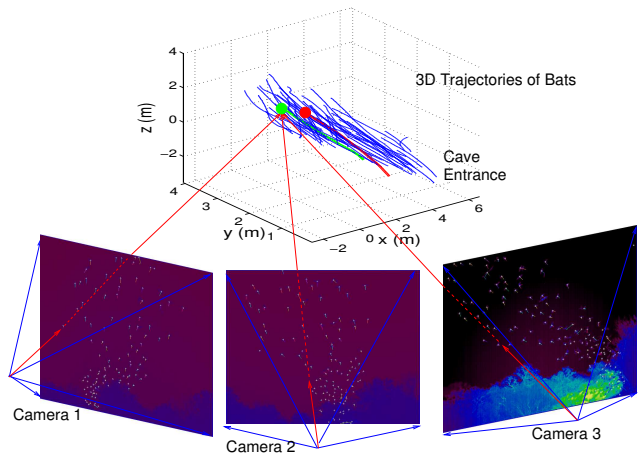 4
2
0
−2
z (m)
3D Trajectories of Bats
Cave
Entrance
4
3
2
1
y (m)
−2
0
2
4
6
x (m)
Camera 1
Camera 2
Camera 3